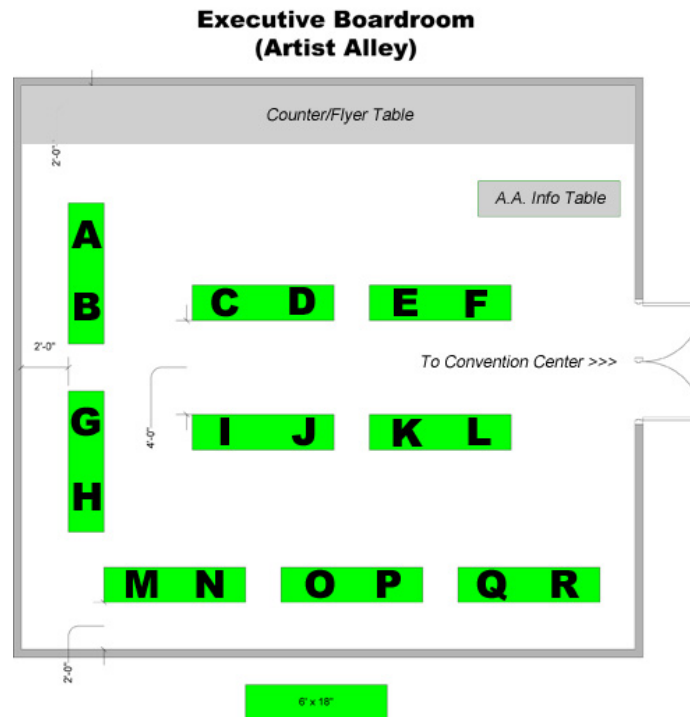 Executive Boardroom
(Artist Alley)
Counter/Flyer Table
2'-0"
A.A. Info Table
A
B
C D E F
2'-0"
To Convention Center >>>
G
I J K L
4'-0"
H
M N O P Q R
2'-0"
6' x 18"